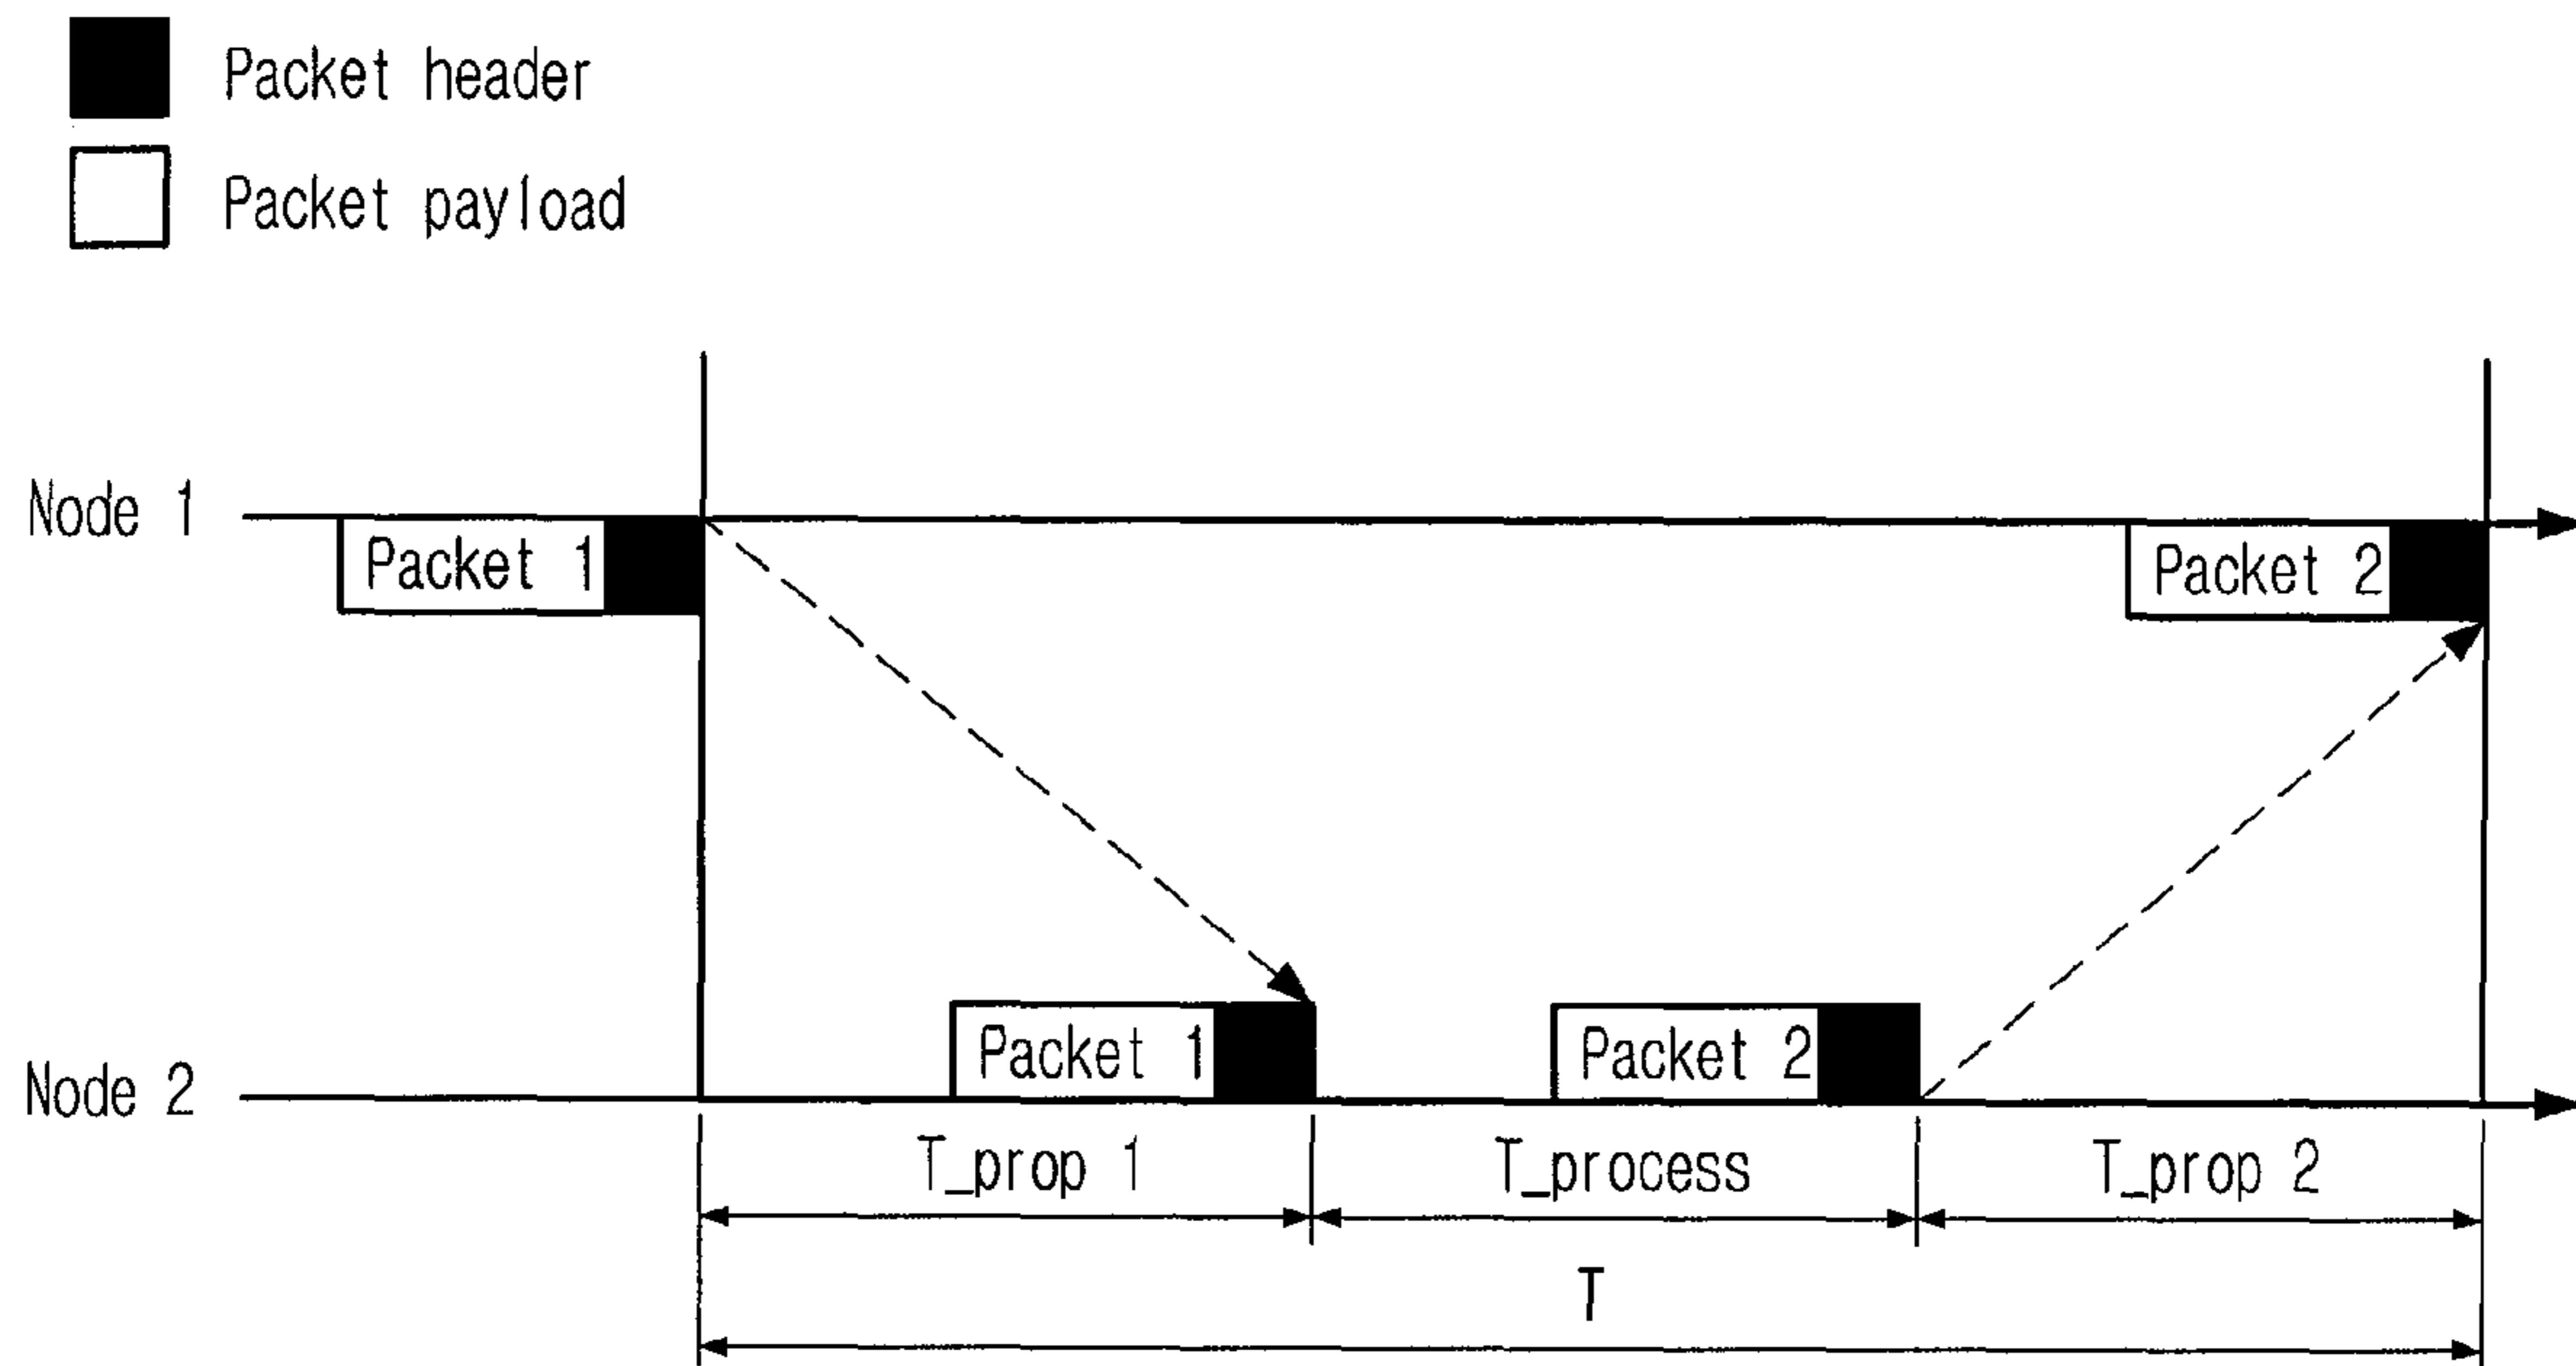 Packet header
Packet payload
Node 1
Packet 1
Packet 2
Packet 1
Packet 2
Node 2
T_prop 1
T_process
T_prop 2
T